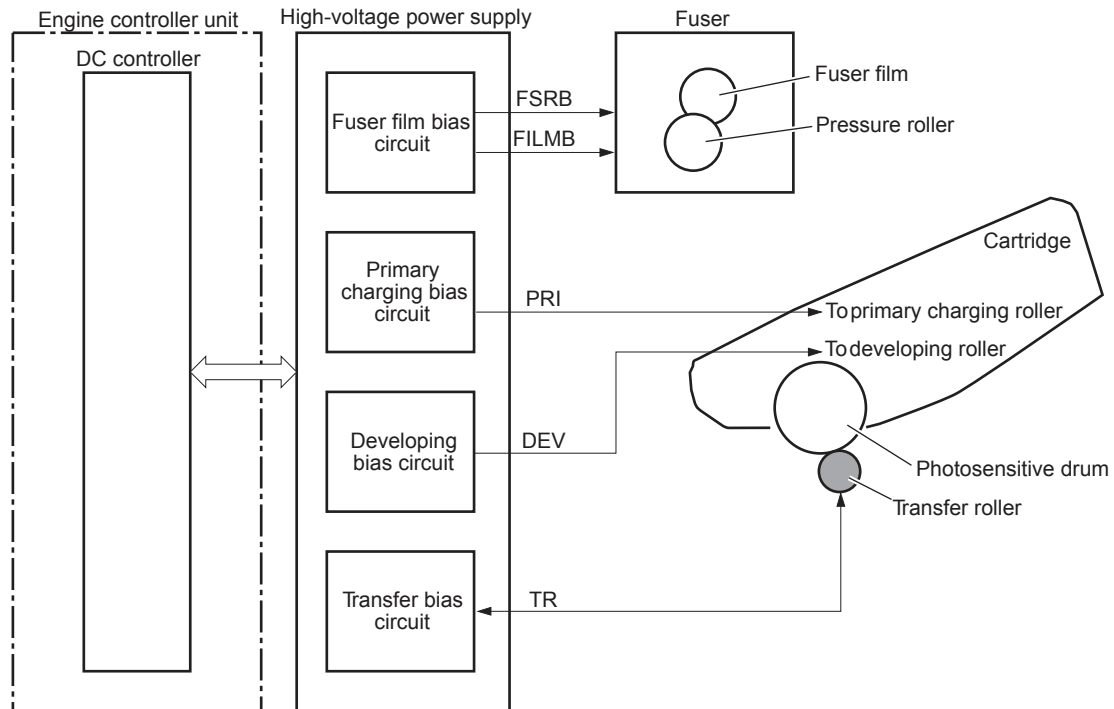 Engine controller unit
High-voltage power supply
Fuser
DC controller
Fuser film bias
circuit
FSRB
FILMB
Fuser film
Pressure roller
Cartridge
Primary
charging bias
circuit
PRI
To primary charging roller
To developing roller
Developing
bias circuit
DEV
Photosensitive drum
Transfer roller
Transfer bias
circuit
TR